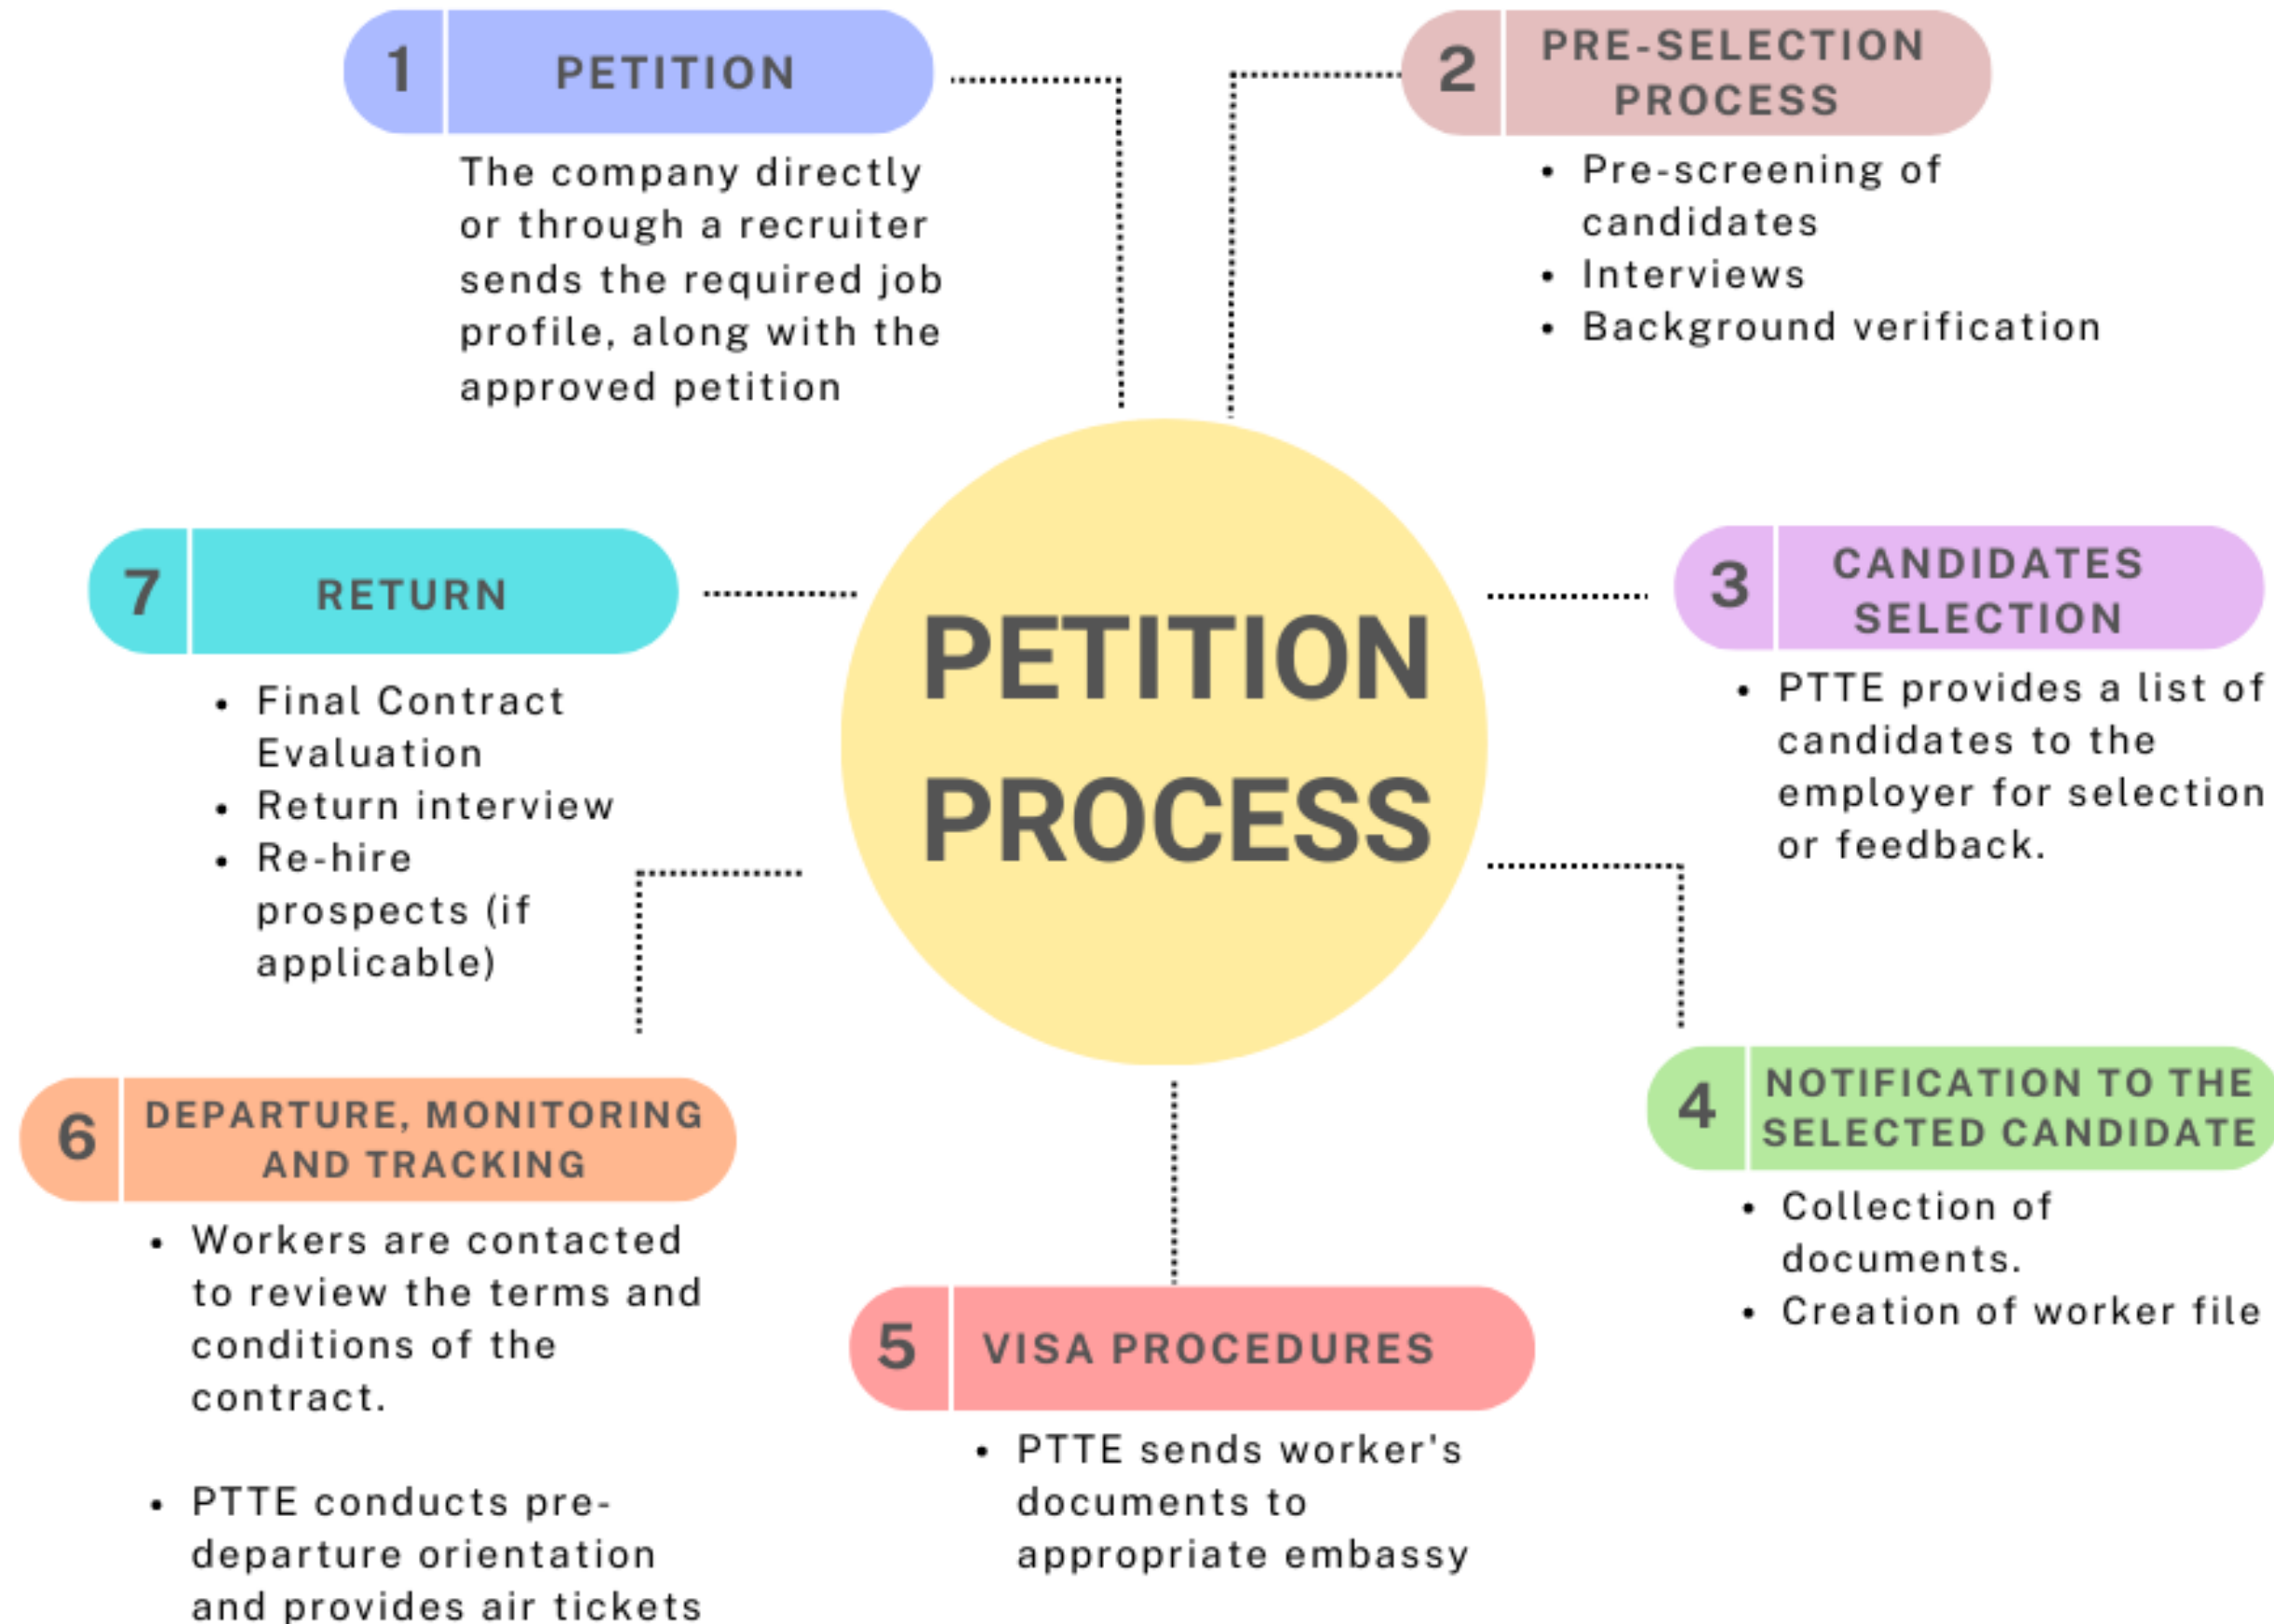 1
PETITION
The company directly
or through a recruiter
sends the required job
profile, along with the
approved petition
2
PRE-SELECTION
PROCESS
• Pre-screening of
candidates
• Interviews
• Background verification
PETITION
PROCESS
3
CANDIDATES
SELECTION
• PTTE provides a list of
candidates to the
employer for selection
or feedback.
4
NOTIFICATION TO THE
SELECTED CANDIDATE
• Collection of
documents.
• Creation of worker file
5
VISA PROCEDURES
• PTTE sends worker's
documents to
appropriate embassy
6
DEPARTURE, MONITORING
AND TRACKING
• Workers are contacted
to review the terms and
conditions of the
contract.
• PTTE conducts pre-
departure orientation
and provides air tickets
7
RETURN
• Final Contract
Evaluation
• Return interview
• Re-hire
prospects (if
applicable)